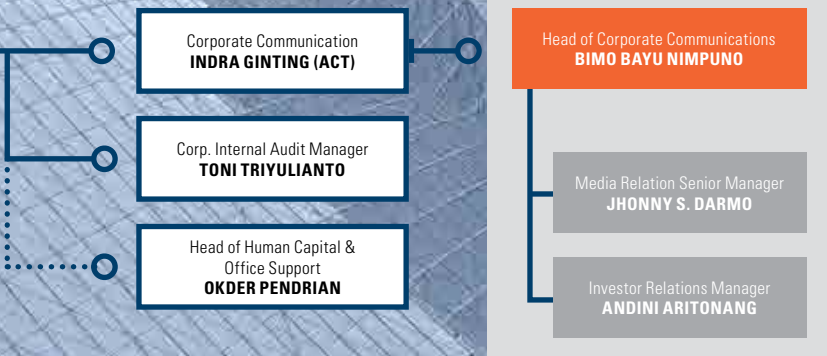 Corporate Communication
INDRA GINTING (ACT)
Corp. Internal Audit Manager
TONI TRIYULIANTO
Head of Human Capital &
Office Support
OKDER PENDRIAN
Head of Corporate Communications
BIMO BAYU NIMPUNO
Media Relation Senior Manager
JHONNY S. DARMO
Investor Relations Manager
ANDINI ARITONANG